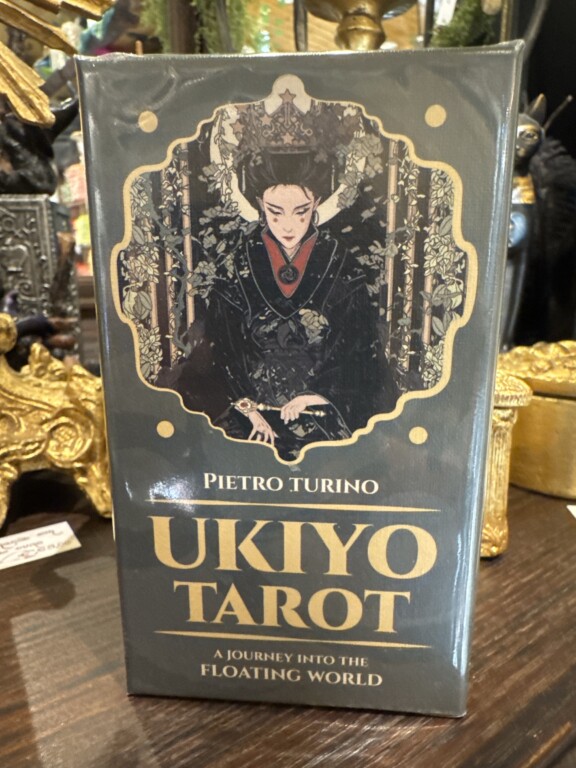 PIETRO TURINO
UKIYO
TAROT
A JOURNEY INTO THE
FLOATING WORLD